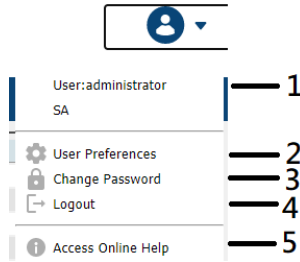 User:administrator 1
SA
User Preferences 2
Change Password 3
Logout 4
Access Online Help 5